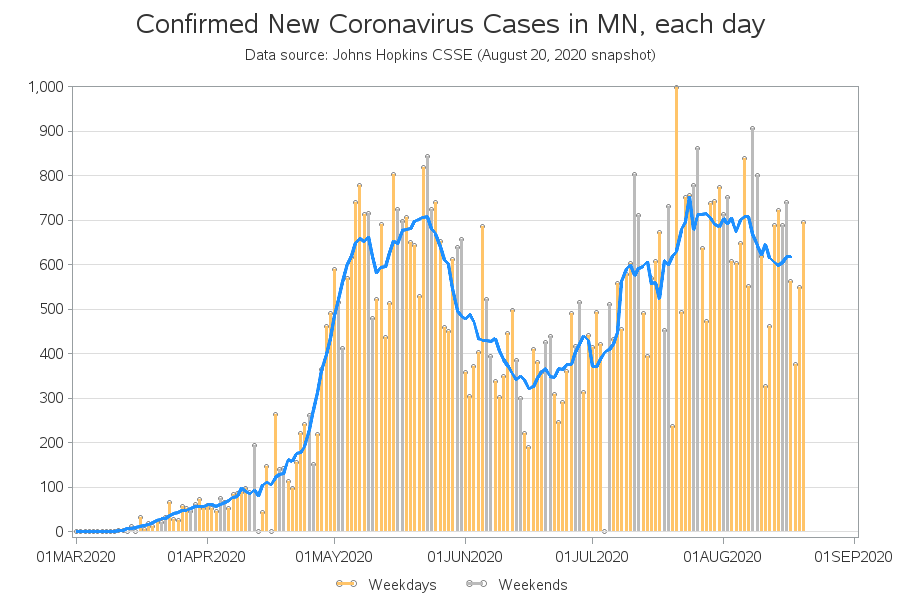 Confirmed New Coronavirus Cases in MN, each day
Data source: Johns Hopkins CSSE (August 20, 2020 snapshot)
1,000
900
800
700
600
500
400
300
200
100
0
01MAR2020 01APR2020 01MAY2020 01JUN2020 01JUL2020 01AUG2020 01SEP2020
Weekdays Weekends